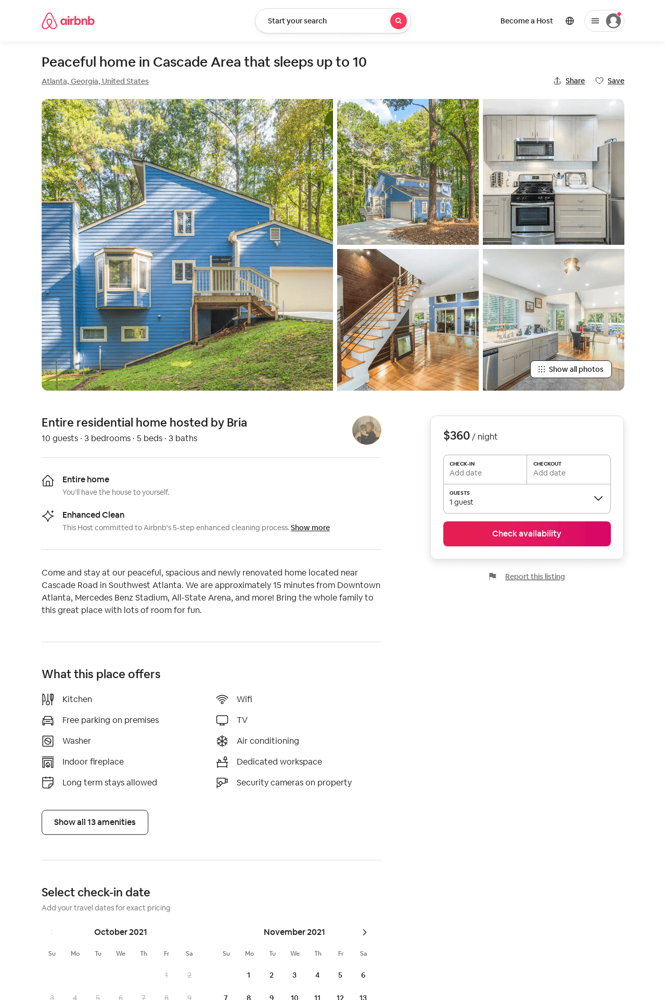 airbnb
Start your search
Become a Host
Peaceful home in Cascade Area that sleeps up to 10
Atlanta, Georgia, United States
Share
Save
Show all photos
Entire residential home hosted by Bria
10 guests · 3 bedrooms · 5 beds · 3 baths
Entire home
You’ll have the house to yourself.
Enhanced Clean
This Host committed to Airbnb's 5-step enhanced cleaning process. Show more
$360 / night
CHECK-IN
Add date
CHECKOUT
Add date
GUESTS
1 guest
Check availability
Report this listing
Come and stay at our peaceful, spacious and newly renovated home located near
Cascade Road in Southwest Atlanta. We are approximately 15 minutes from Downtown
Atlanta, Mercedes Benz Stadium, All-State Arena, and more! Bring the whole family to
this great place with lots of room for fun.
What this place offers
Kitchen
Wifi
Free parking on premises
TV
Washer
Air conditioning
Indoor fireplace
Dedicated workspace
Long term stays allowed
Security cameras on property
Show all 13 amenities
Select check-in date
Add your travel dates for exact pricing
October 2021
Su Mo Tu We Th Fr Sa
1 2
3 4 5 6 7 8 9
November 2021
Su Mo Tu We Th Fr Sa
1 2 3 4 5 6
7 8 9 10 11 12 13